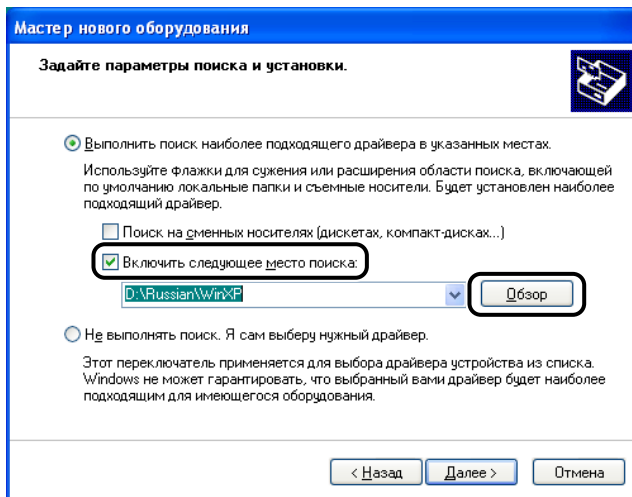 Мастер нового оборудования
Задайте параметры поиска и установки.
Выполнить поиск наиболее подходящего драйвера в указанных местах.
Используйте флажки для сужения или расширения области поиска, включающей
по умолчанию локальные папки и съемные носители. Будет установлен наиболее
подходящий драйвер.
Поиск на сменных носителях (дискетах, компакт-дисках...)
Включить следующее место поиска:
D:\Russian\WinXP
Обзор
Не выполнять поиск. Я сам выберу нужный драйвер.
Этот переключатель применяется для выбора драйвера устройства из списка.
Windows не может гарантировать, что выбранный вами драйвер будет наиболее
подходящим для имеющегося оборудования.
< Назад Далее > Отмена